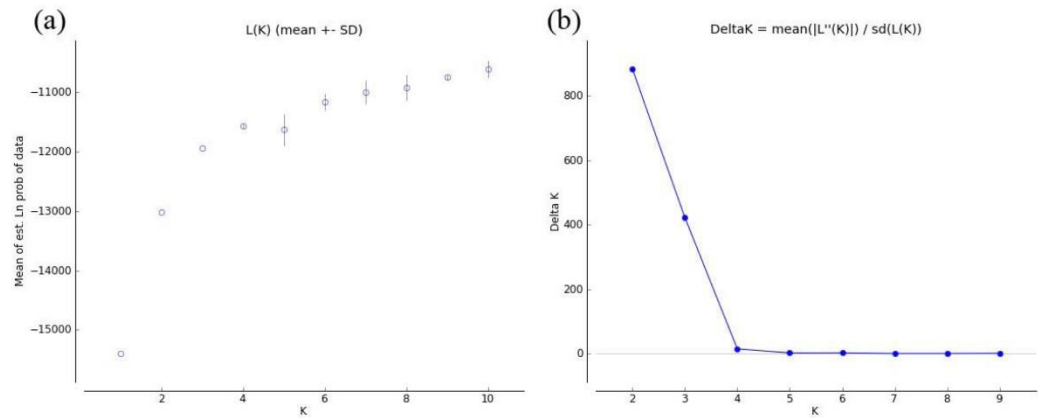 (a)
L(K) (mean +- SD)
Mean of est. Ln prob of data
−11000
−12000
−13000
−14000
−15000
2
4
6
8
10
K
(b)
DeltaK = mean(|L''(K)|) / sd(L(K))
Delta K
800
600
400
200
0
2
3
4
5
6
7
8
9
K